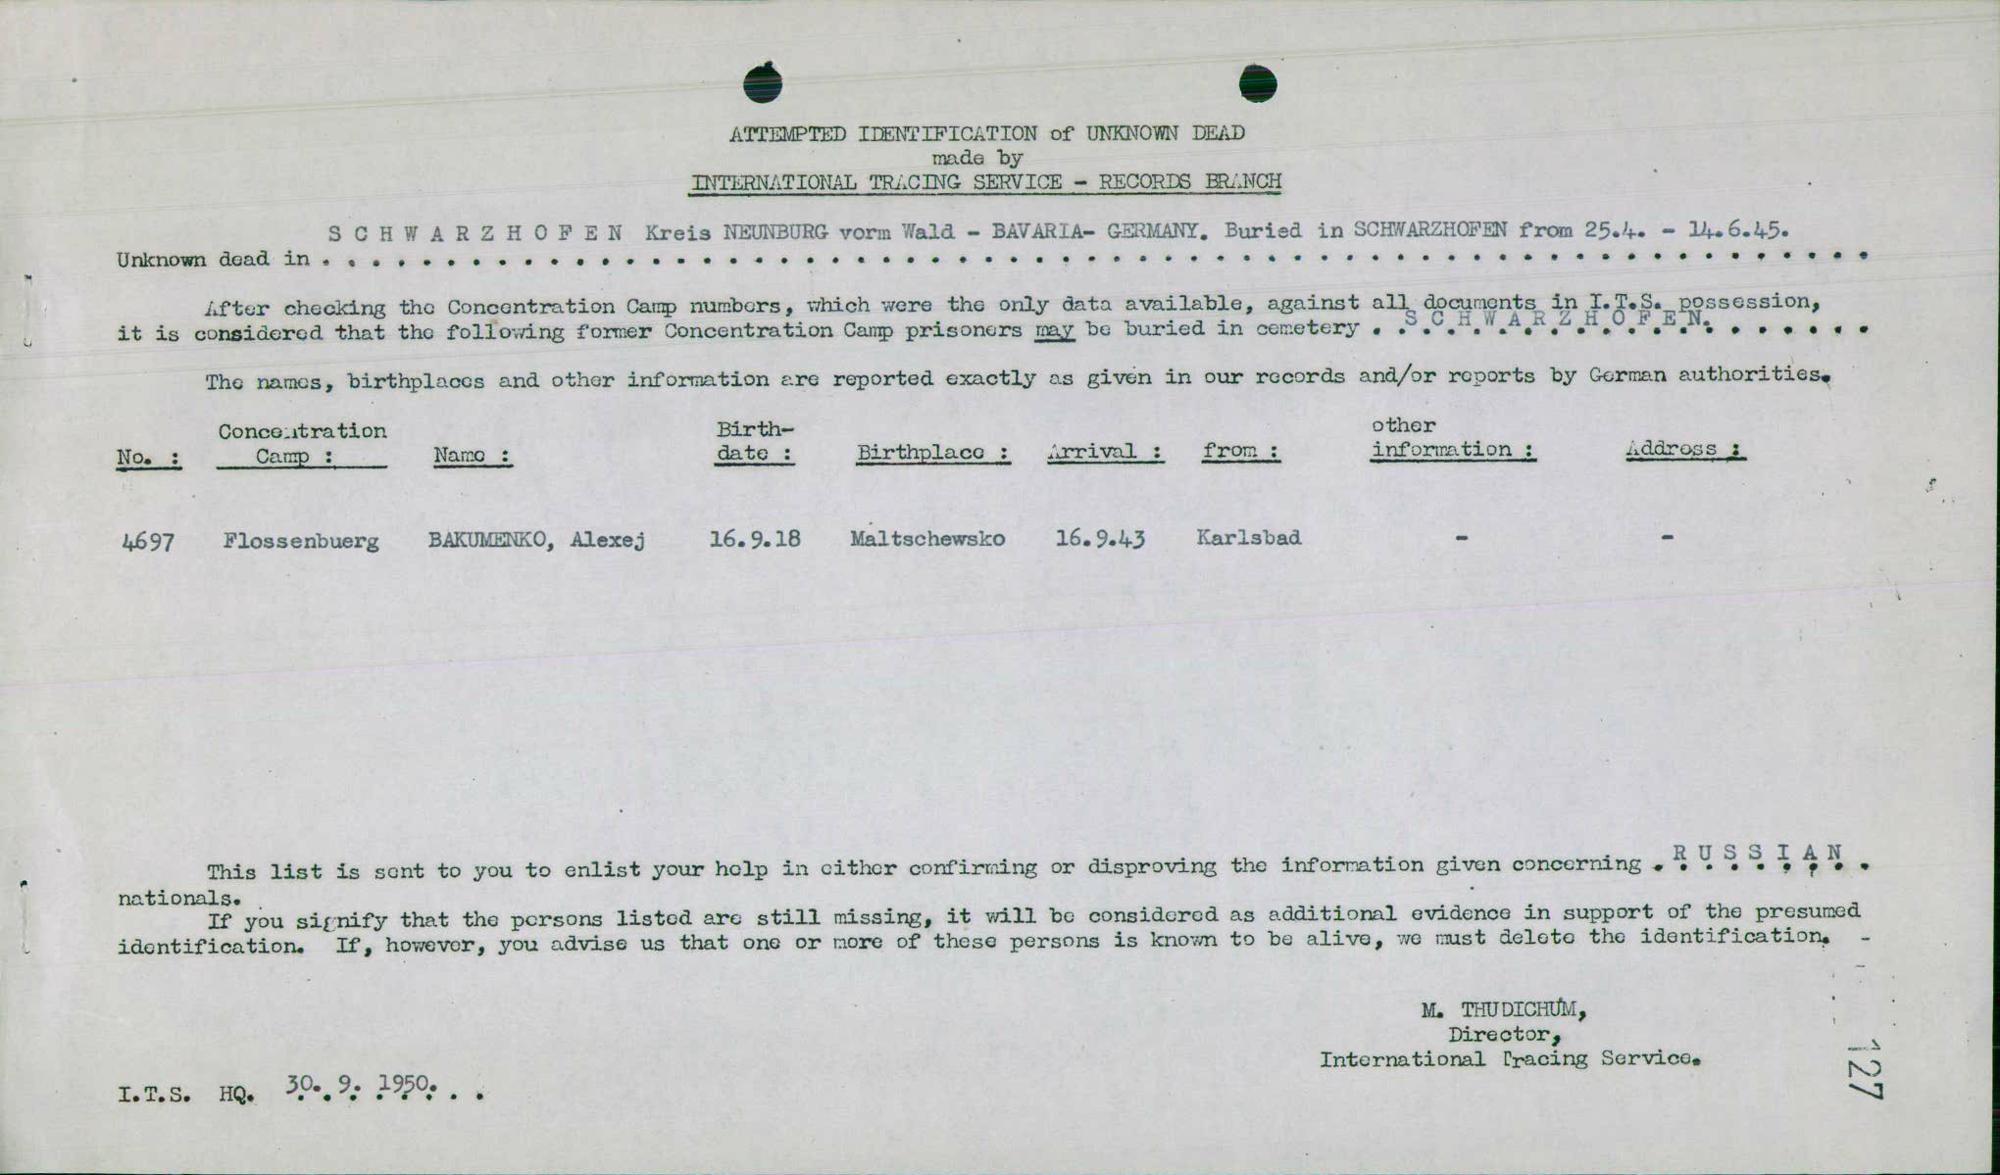 ATTEMPTED IDENTIFICATION of UNKNOWN DEAD
made by
INTERNATIONAL TRACING SERVICE - RECORDS BRANCH
S C H W A R Z H O F E N Kreis NEUNBURG vorm Wald - BAVARIA- GERMANY. Buried in SCHWARZHOFEN from 25.4. - 14.6.45.
Unknown dead in . . . . . . . . . . . . . . . . . . . . . . . . . . . . . . . . . . . . . . . . . . . . . . . . . . . . . . . . . . . .
After checking the Concentration Camp numbers, which were the only data available, against all documents in I.T.S. possession,
it is considered that the following former Concentration Camp prisoners may be buried in cemetery . . S.C.H.W.A.R.Z.H.O.F.E.N. . . . . . .
The names, birthplaces and other information are reported exactly as given in our records and/or reports by German authorities.
No. : Concentration Camp : Name : Birth-date : Birthplace : Arrival : from : other information : Address :
4697 Flossenbuerg BAKUMENKO, Alexej 16.9.18 Maltschewsko 16.9.43 Karlsbad - -
This list is sent to you to enlist your help in either confirming or disproving the information given concerning . R U S S I A N .
nationals.
If you signify that the persons listed are still missing, it will be considered as additional evidence in support of the presumed
identification. If, however, you advise us that one or more of these persons is known to be alive, we must delete the identification. -
M. THUDICHUM,
Director,
International Tracing Service.
I.T.S. HQ. 30. 9. 1950. . .
127